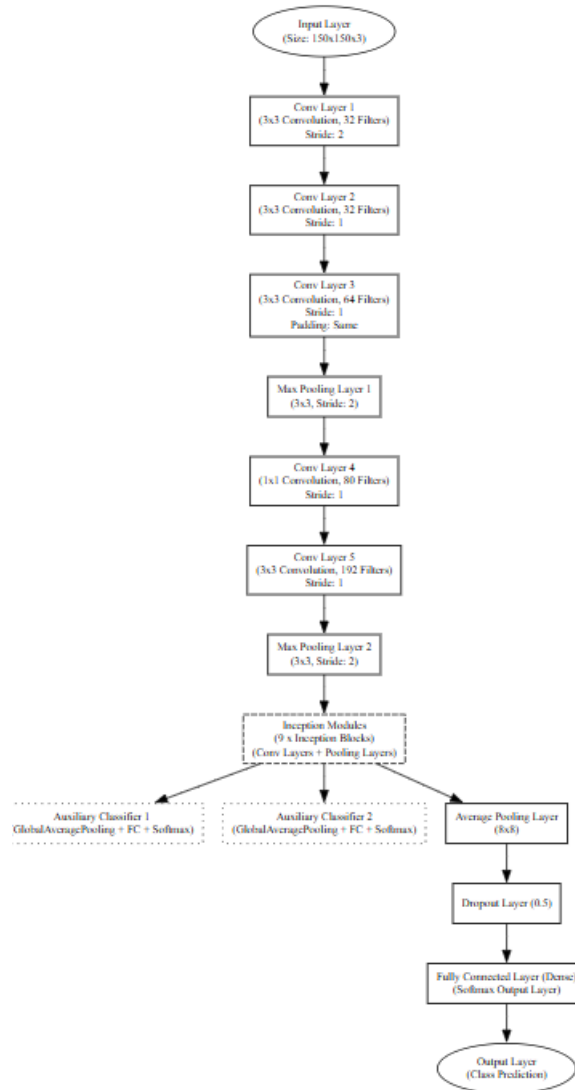 Input Layer
(Size: 150x150x3)
Conv Layer 1
(3x3 Convolution, 32 Filters)
Stride: 2
Conv Layer 2
(3x3 Convolution, 32 Filters)
Stride: 1
Conv Layer 3
(3x3 Convolution, 64 Filters)
Stride: 1
Padding: Same
Max Pooling Layer 1
(3x3, Stride: 2)
Conv Layer 4
(1x1 Convolution, 80 Filters)
Stride: 1
Conv Layer 5
(3x3 Convolution, 192 Filters)
Stride: 1
Max Pooling Layer 2
(3x3, Stride: 2)
Inception Modules
(9 x Inception Blocks)
(Conv Layers + Pooling Layers)
Auxiliary Classifier 1
GlobalAveragePooling + FC + Softmax)
Auxiliary Classifier 2
(GlobalAveragePooling + FC + Softmax)
Average Pooling Layer
(8x8)
Dropout Layer (0.5)
Fully Connected Layer (Dense)
(Softmax Output Layer)
Output Layer
(Class Prediction)